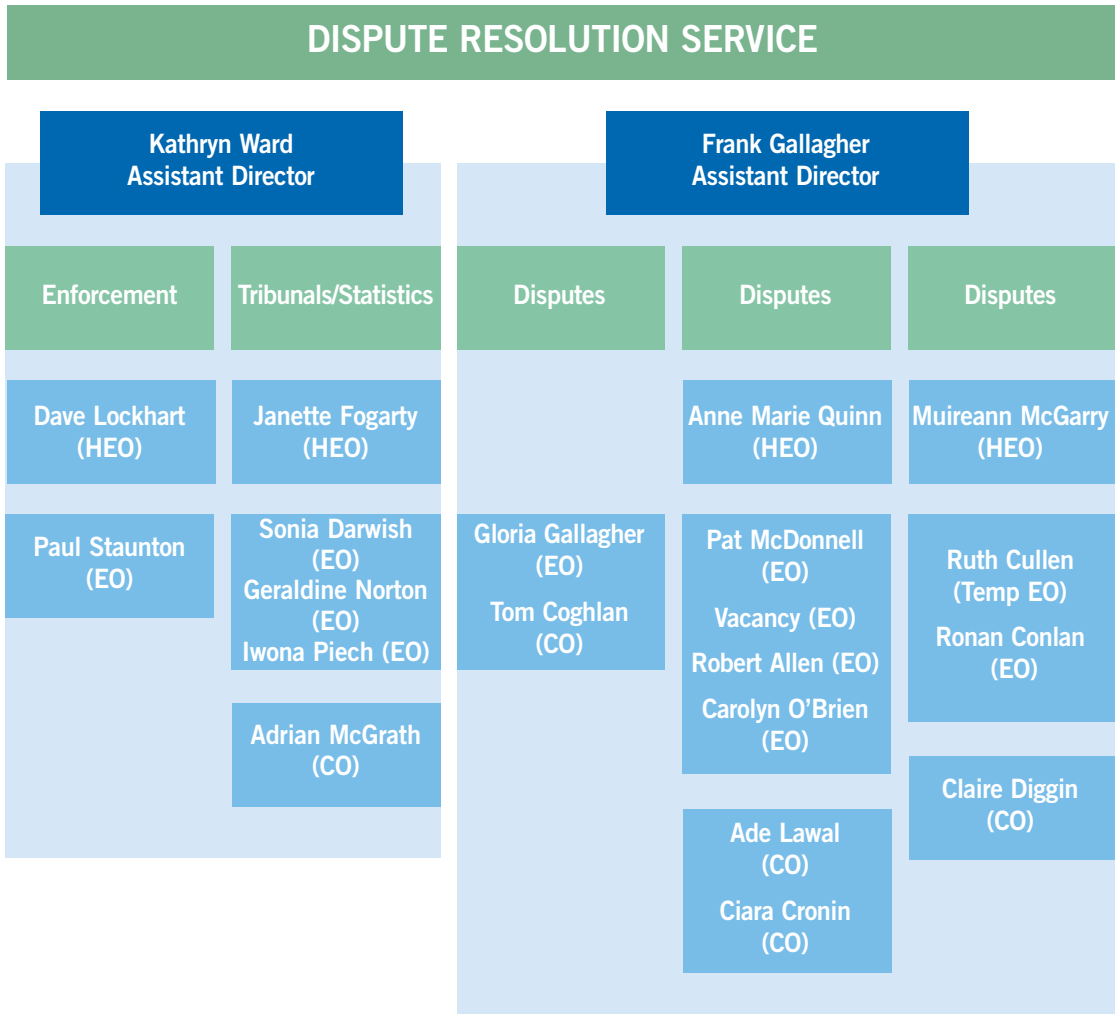 DISPUTE RESOLUTION SERVICE
Kathryn Ward
Assistant Director
Enforcement
Tribunals/Statistics
Dave Lockhart
(HEO)
Janette Fogarty
(HEO)
Paul Staunton
(EO)
Sonia Darwish
(EO)
Geraldine Norton
(EO)
Iwona Piech (EO)
Adrian McGrath
(CO)
Frank Gallagher
Assistant Director
Disputes
Disputes
Disputes
Gloria Gallagher
(EO)
Tom Coghlan
(CO)
Anne Marie Quinn
(HEO)
Pat McDonnell
(EO)
Vacancy (EO)
Robert Allen (EO)
Carolyn O’Brien
(EO)
Ade Lawal
(CO)
Ciara Cronin
(CO)
Muireann McGarry
(HEO)
Ruth Cullen
(Temp EO)
Ronan Conlan
(EO)
Claire Diggin
(CO)